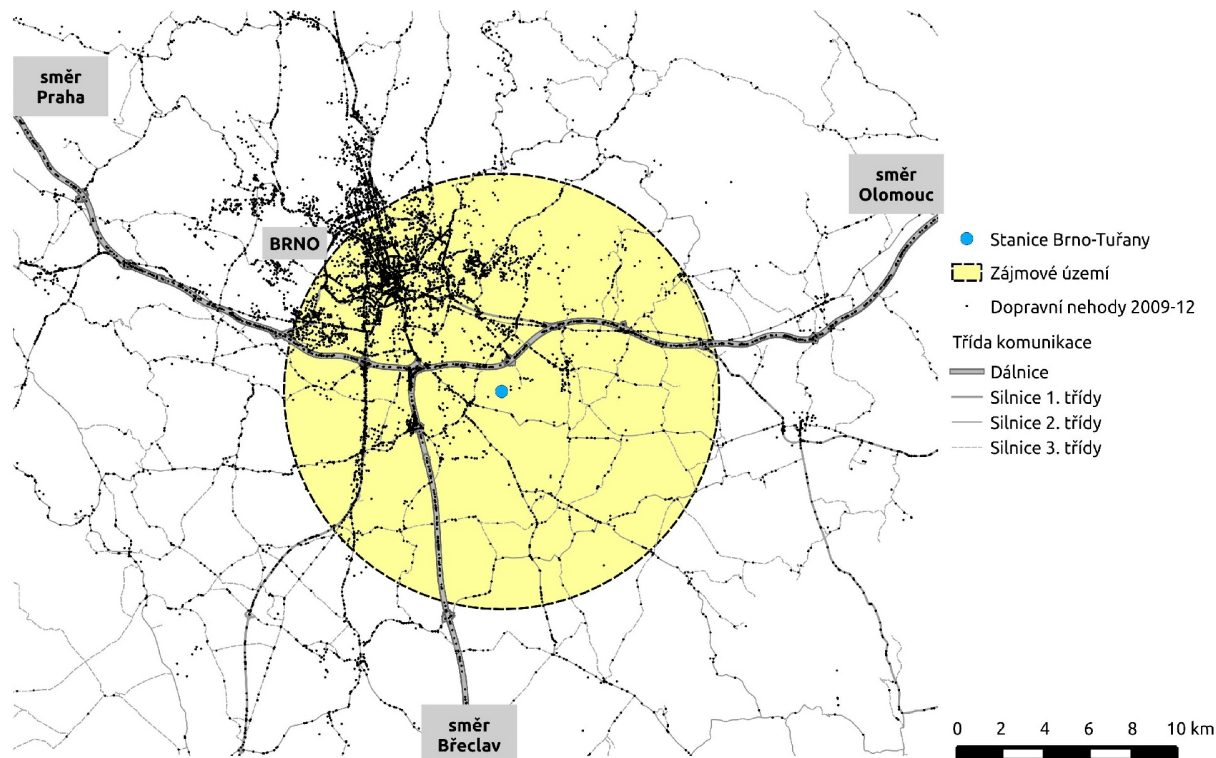 směr
Praha
směr
Olomouc
BRNO
směr
Břeclav
Stanice Brno-Tuřany
Zájmové území
Dopravní nehody 2009-12
Třída komunikace
Dálnice
Silnice 1. třídy
Silnice 2. třídy
Silnice 3. třídy
0 2 4 6 8 10 km